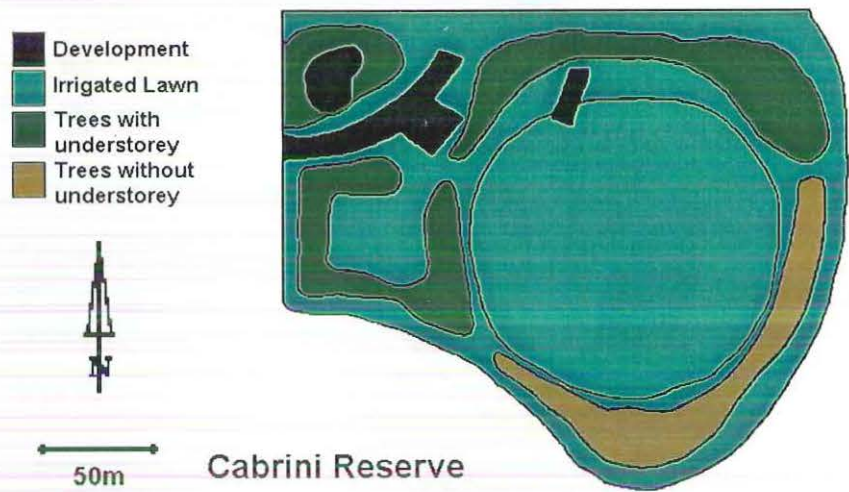 Development
Irrigated Lawn
Trees with
understorey
Trees without
understorey
N
50m
Cabrini Reserve